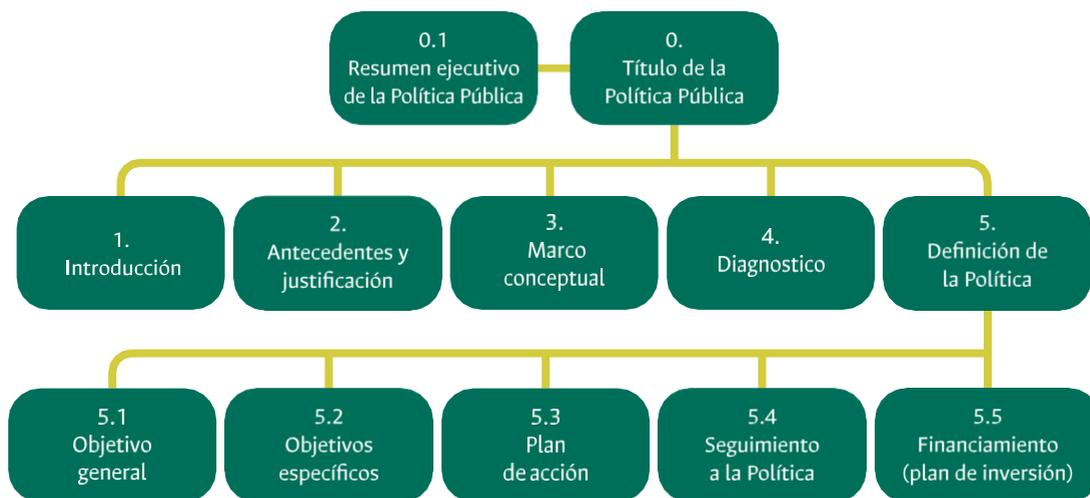 0.1
Resumen ejecutivo
de la Política Pública
0.
Título de la
Política Pública
1.
Introducción
2.
Antecedentes y
justificación
3.
Marco
conceptual
4.
Diagnostico
5.
Definición de
la Política
5.1
Objetivo
general
5.2
Objetivos
específicos
5.3
Plan
de acción
5.4
Seguimiento
a la Política
5.5
Financiamiento
(plan de inversión)